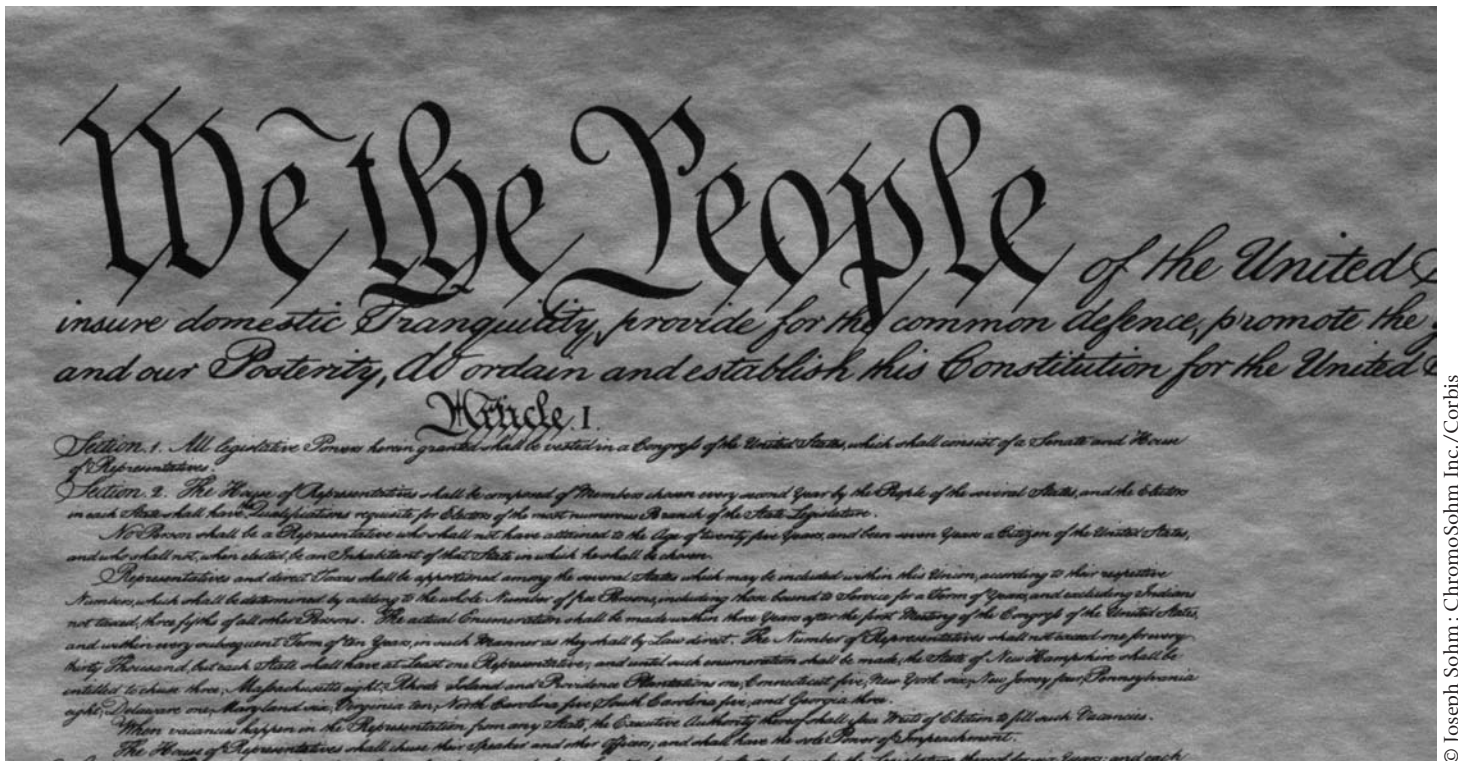 We the People of the United
insure domestic Tranquility, provide for the common defence, promote the
and our Posterity, do ordain and establish this Constitution for the United
Article. I.
Section. 1. All legislative Powers herein granted shall be vested in a Congress of the United States, which shall consist of a Senate and House
of Representatives.
Section. 2. The House of Representatives shall be composed of Members chosen every second Year by the People of the several States, and the Electors
in each State shall have the Qualifications requisite for Electors of the most numerous Branch of the State Legislature.
No Person shall be a Representative who shall not have attained to the Age of twenty five Years, and been seven Years a Citizen of the United States,
and who shall not, when elected, be an Inhabitant of that State in which he shall be chosen.
Representatives and direct Taxes shall be apportioned among the several States which may be included within this Union, according to their respective
Numbers, which shall be determined by adding to the whole Number of free Persons, including those bound to Service for a Term of Years, and excluding Indians
not taxed, three fifths of all other Persons. The actual Enumeration shall be made within three Years after the first Meeting of the Congress of the United States,
and within every subsequent Term of ten Years, in such Manner as they shall by Law direct. The Number of Representatives shall not exceed one for every
thirty Thousand, but each State shall have at Least one Representative; and until such enumeration shall be made, the State of New Hampshire shall be
entitled to chuse three, Massachusetts eight, Rhode Island and Providence Plantations one, Connecticut five, New York six, New Jersey four, Pennsylvania
eight, Delaware one, Maryland six, Virginia ten, North Carolina five, South Carolina five, and Georgia three.
When vacancies happen in the Representation from any State, the Executive Authority thereof shall issue Writs of Election to fill such Vacancies.
The House of Representatives shall chuse their Speaker and other Officers; and shall have the sole Power of Impeachment.
© Joseph Sohm; ChromoSohm Inc./Corbis